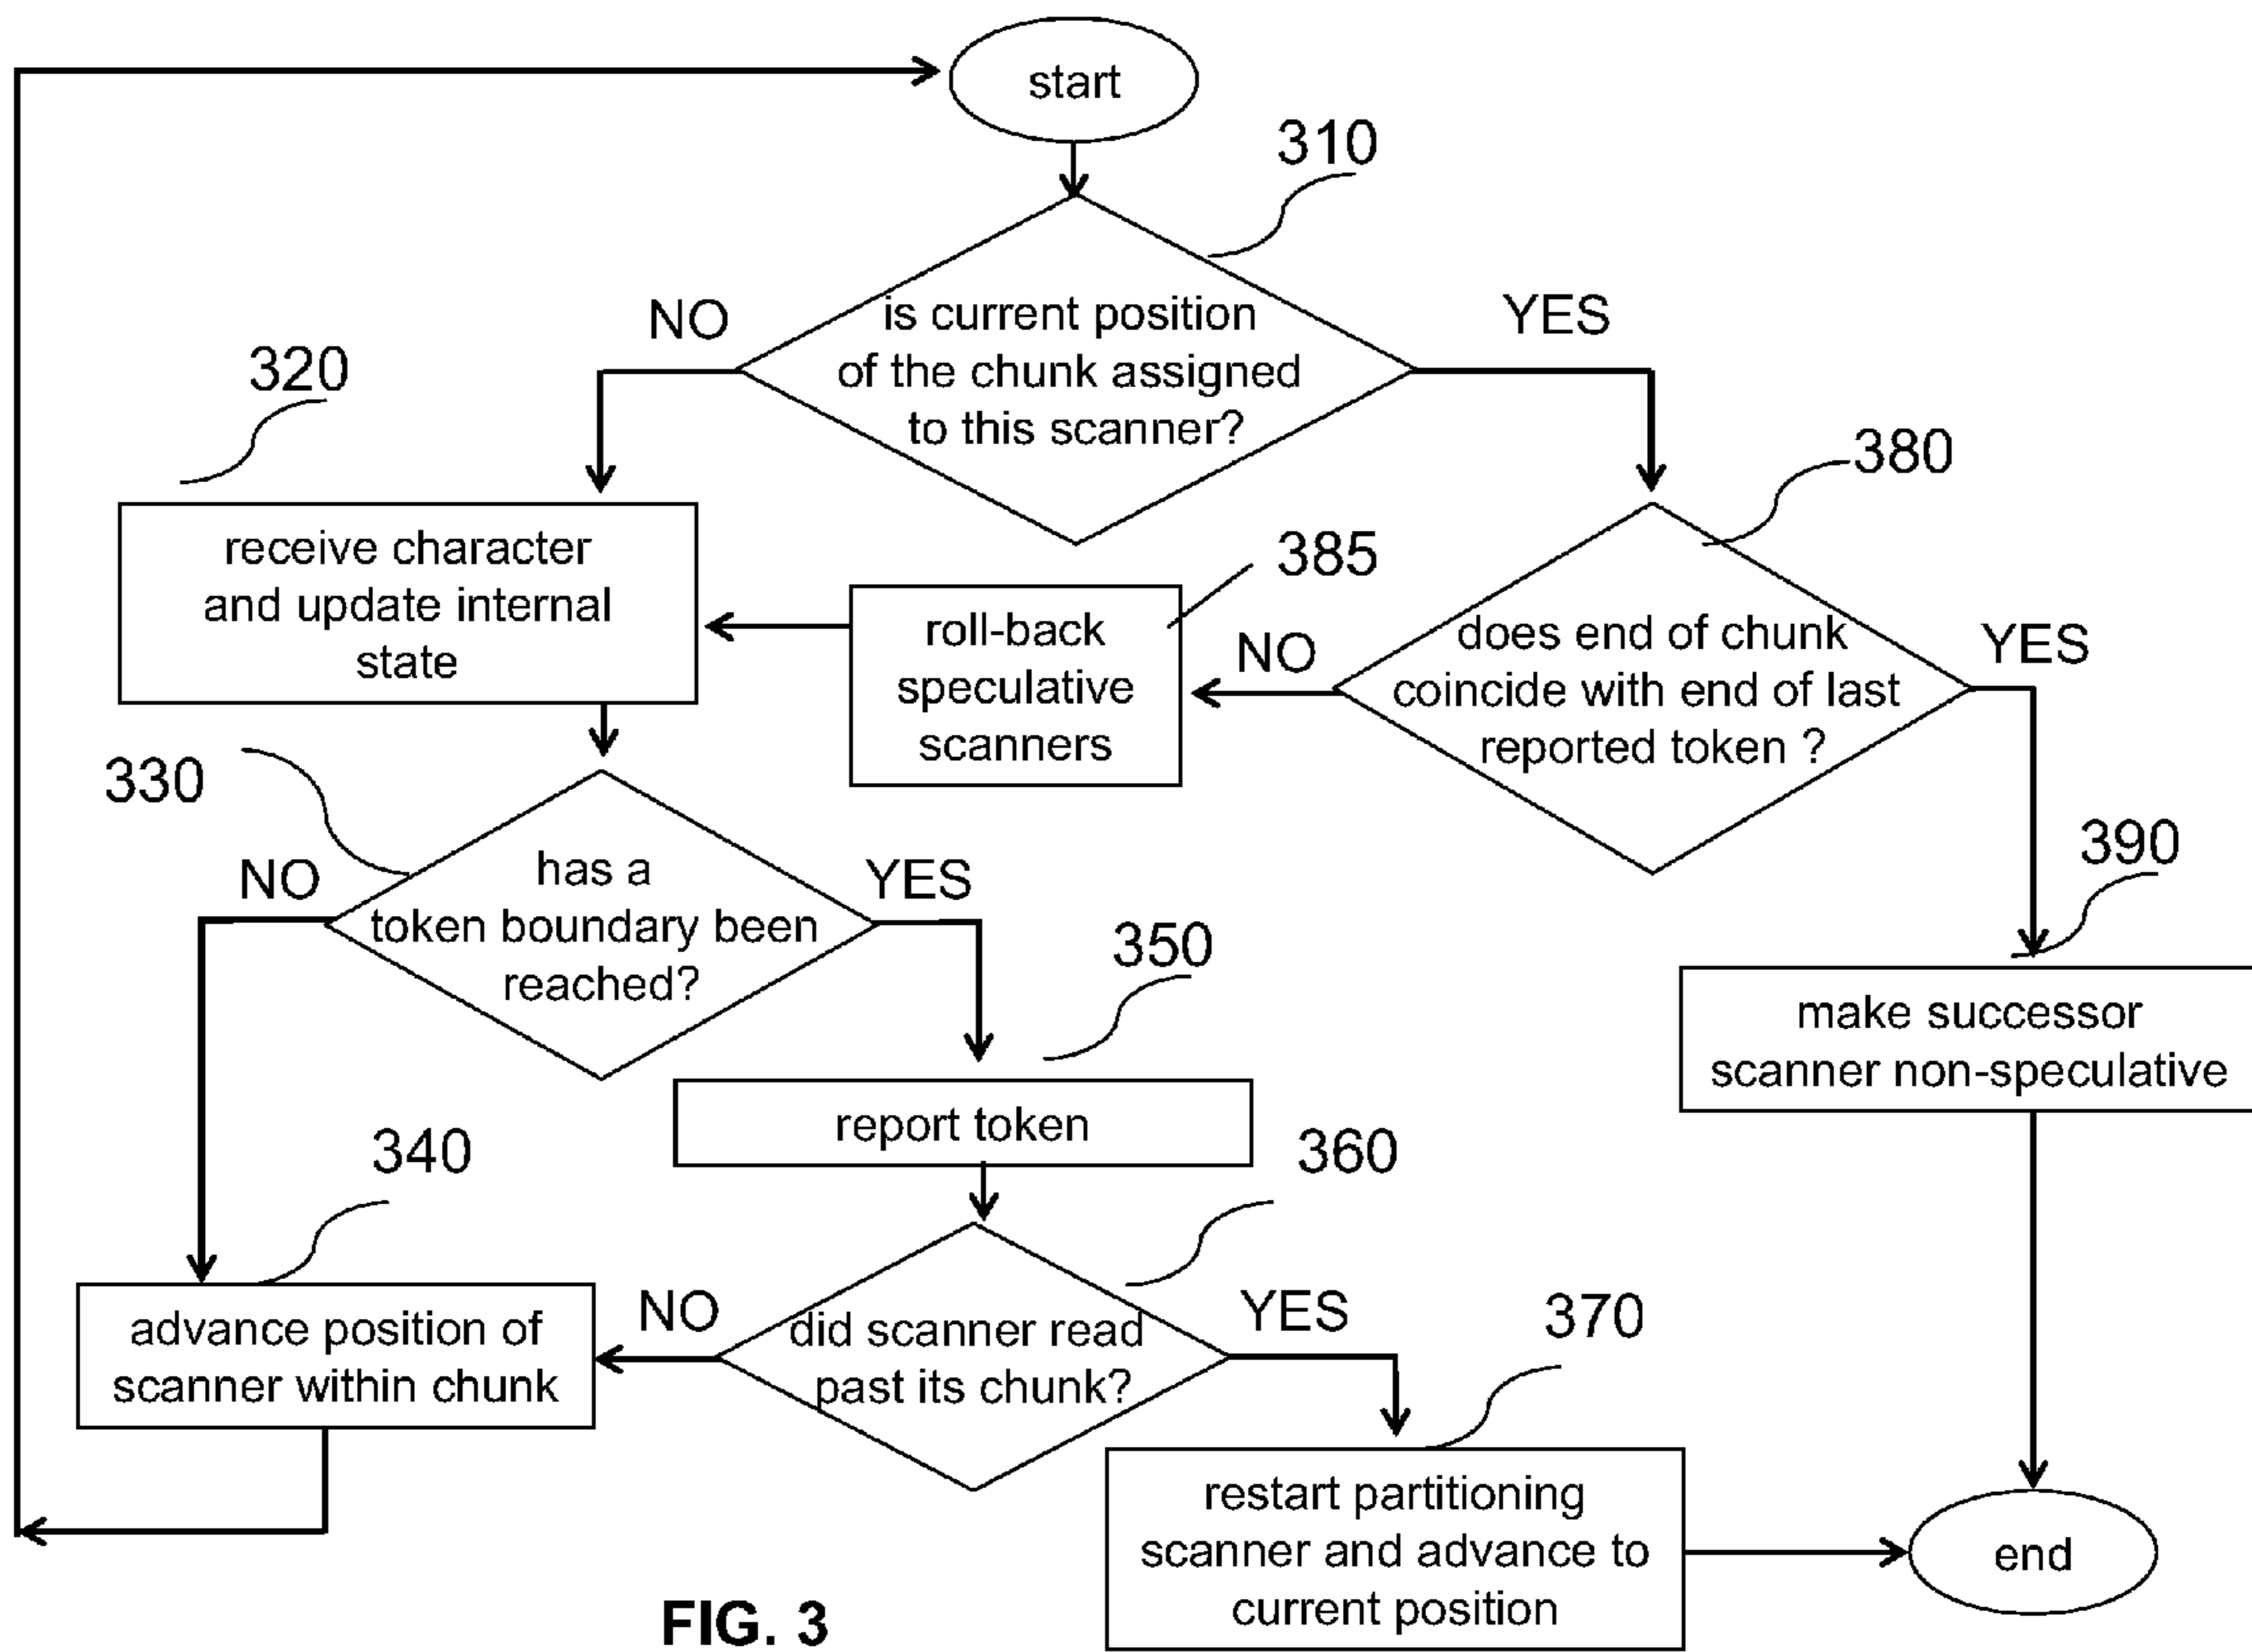 start
310
is current position
of the chunk assigned
to this scanner?
NO
YES
320
receive character
and update internal
state
385
roll-back
speculative
scanners
NO
380
does end of chunk
coincide with end of last
reported token ?
YES
330
has a
token boundary been
reached?
NO
YES
390
make successor
scanner non-speculative
350
report token
340
advance position of
scanner within chunk
360
did scanner read
past its chunk?
NO
YES
370
restart partitioning
scanner and advance to
current position
end
FIG. 3